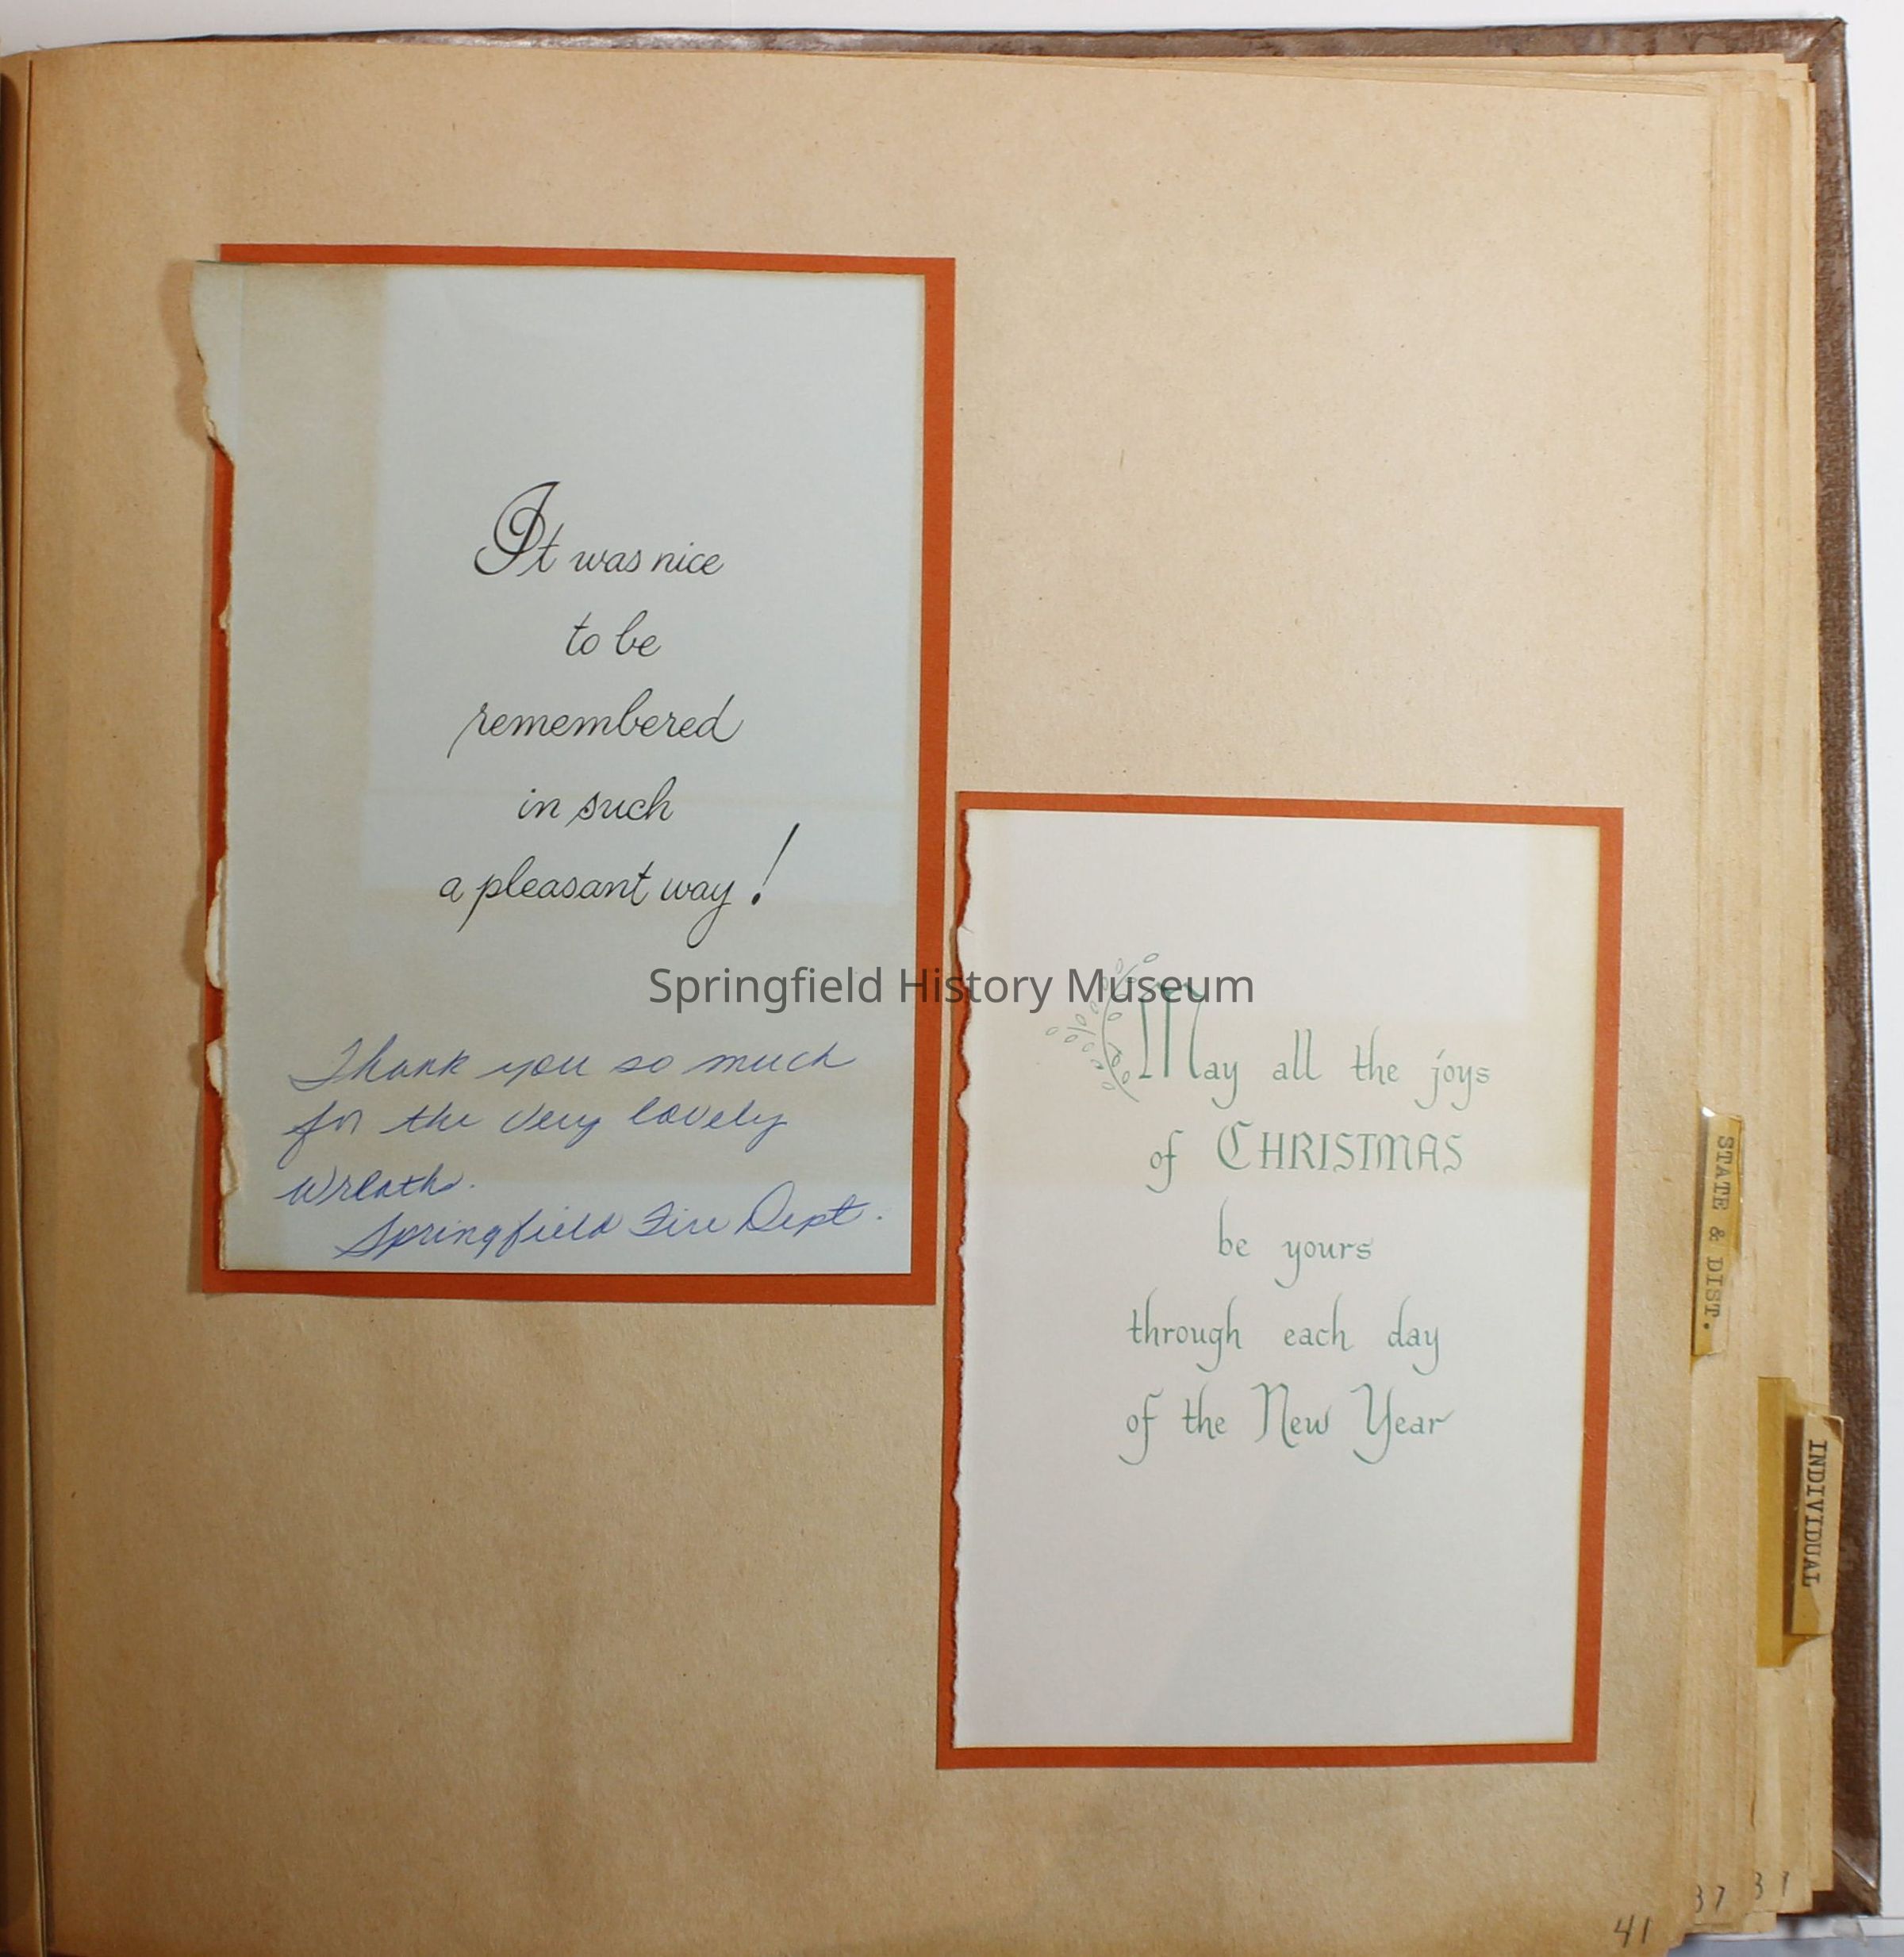 It was nice
to be
remembered
in such
a pleasant way!
Thank you so much
for the very lovely
wreath.
Springfield Fire Dept.
Springfield History Museum
May all the joys
of CHRISTMAS
be yours
through each day
of the New Year
STATE & DIST.
INDIVIDUAL
41
37